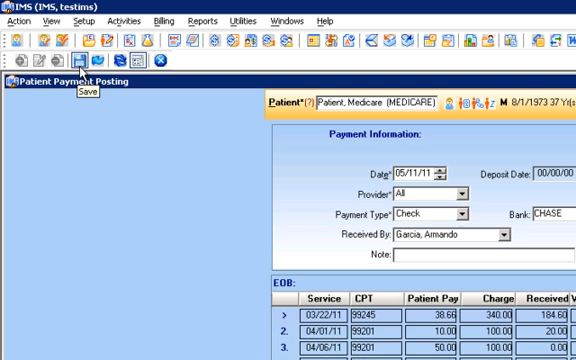 IMS (IMS, testims)
Action View Setup Activities Billing Reports Utilities Windows Help
Save
Patient Payment Posting
Patient*(?) Patient, Medicare (MEDICARE) M 8/1/1973 37 Yr(s
Payment Information:
Date* 05/11/11 Deposit Date: 00/00/00
Provider* All
Payment Type* Check Bank: CHASE
Received By: Garcia, Armando
Note:
EOB:
Service CPT Patient Pay Charge Received V
> 03/22/11 99245 38.66 340.00 184.60
2. 04/01/11 99201 10.00 100.00 20.00
3. 04/06/11 99201 50.00 100.00 0.00